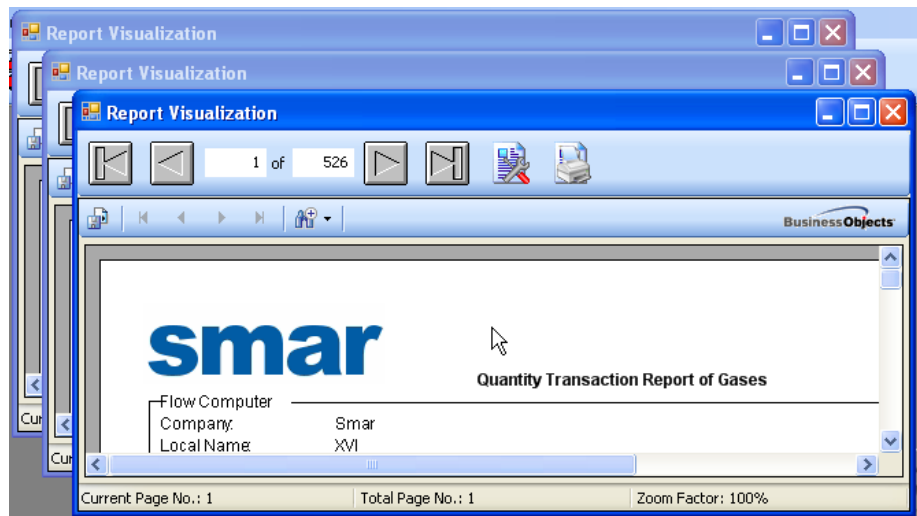 Report Visualization
Report Visualization
Report Visualization
1 of 526
BusinessObjects
smar
Quantity Transaction Report of Gases
Flow Computer
Company: Smar
Local Name: XVI
Cur
Cur
Current Page No.: 1 Total Page No.: 1 Zoom Factor: 100%